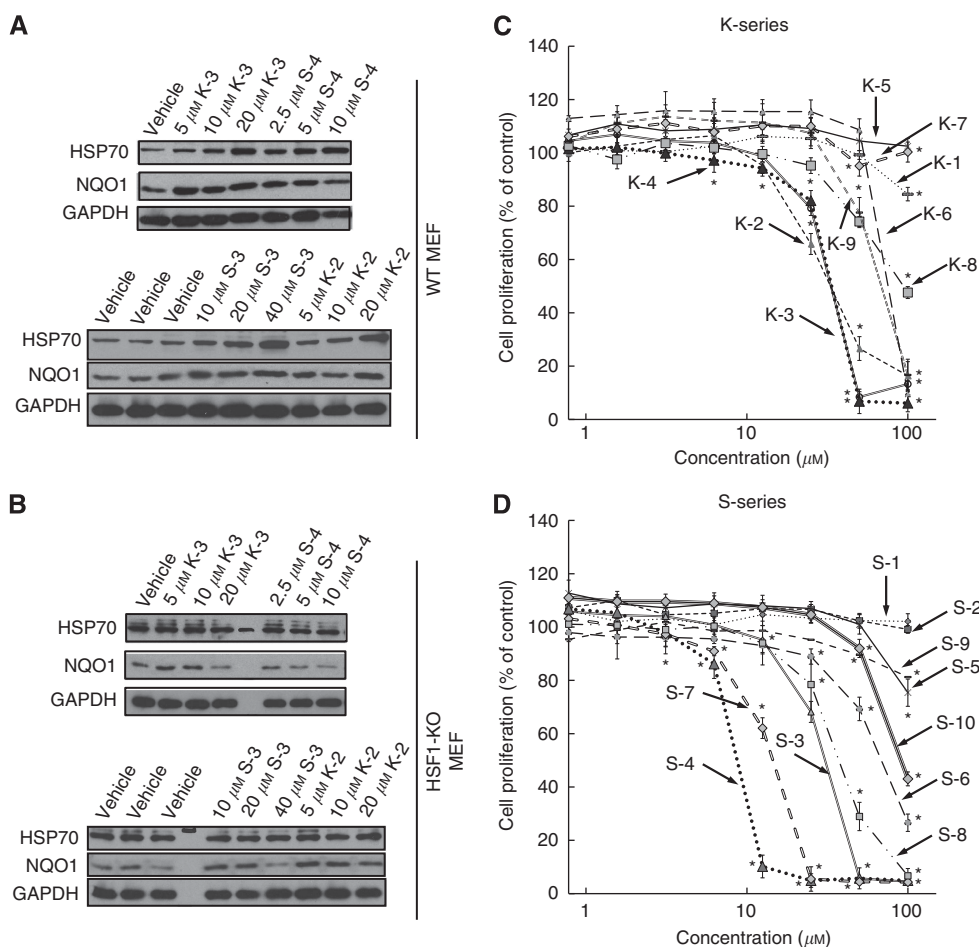 A
Vehicle
5 μM K-3
10 μM K-3
20 μM K-3
2.5 μM S-4
5 μM S-4
10 μM S-4
HSP70
NQO1
GAPDH
Vehicle
Vehicle
Vehicle
10 μM S-3
20 μM S-3
40 μM S-3
5 μM K-2
10 μM K-2
20 μM K-2
HSP70
NQO1
GAPDH
WT MEF
B
Vehicle
5 μM K-3
10 μM K-3
20 μM K-3
2.5 μM S-4
5 μM S-4
10 μM S-4
HSP70
NQO1
GAPDH
Vehicle
Vehicle
Vehicle
10 μM S-3
20 μM S-3
40 μM S-3
5 μM K-2
10 μM K-2
20 μM K-2
HSP70
NQO1
GAPDH
HSF1-KO
MEF
C
K-series
Cell proliferation (% of control)
140
120
100
80
60
40
20
0
1
10
100
Concentration (μM)
K-5
K-7
K-1
K-4
K-6
K-2
K-9
K-8
K-3
D
S-series
Cell proliferation (% of control)
140
120
100
80
60
40
20
0
1
10
100
Concentration (μM)
S-1
S-2
S-9
S-5
S-7
S-10
S-3
S-4
S-6
S-8